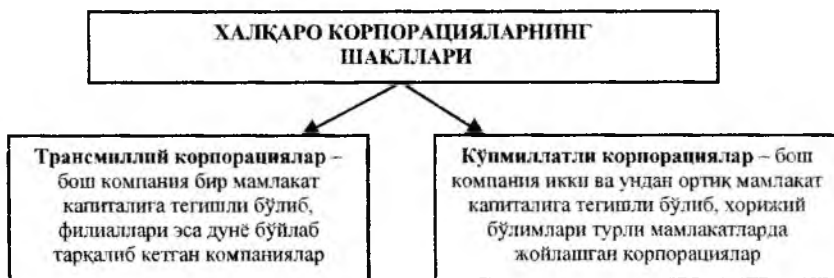 ХАЛҚАРО КОРПОРАЦИЯЛАРНИНГ
ШАКЛЛАРИ
Трансмиллий корпорациялар –
бош компания бир мамлакат
капиталига тегишли бўлиб,
филиаллари эса дунё бўйлаб
тарқалиб кетган компаниялар
Кўпмиллатли корпорациялар – бош
компания икки ва ундан ортиқ мамлакат
капиталига тегишли бўлиб, хорижий
бўлимлари турли мамлакатларда
жойлашган корпорациялар